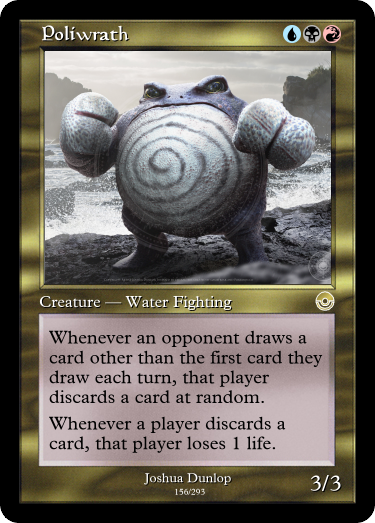 Poliwrath
Creature — Water Fighting
Whenever an opponent draws a
card other than the first card they
draw each turn, that player
discards a card at random.
Whenever a player discards a
card, that player loses 1 life.
Joshua Dunlop
156/293
3/3